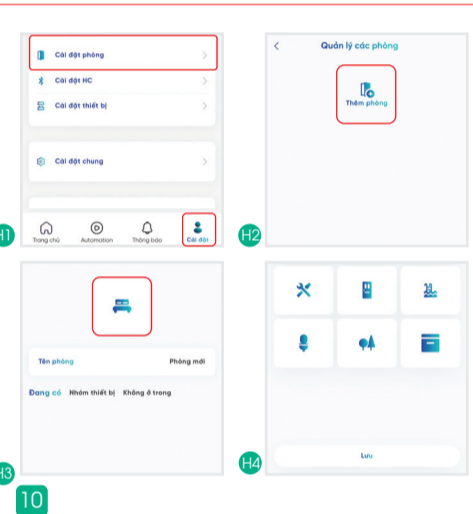 Cài đặt phòng
Cài đặt HC
Cài đặt thiết bị
Cài đặt chung
Trang chủ
Automation
Thông báo
Cài đặt
H1
Quản lý các phòng
Thêm phòng
H2
Tên phòng
Phòng mới
Đang có Nhóm thiết bị Không ở trong
H3
Lưu
H4
10